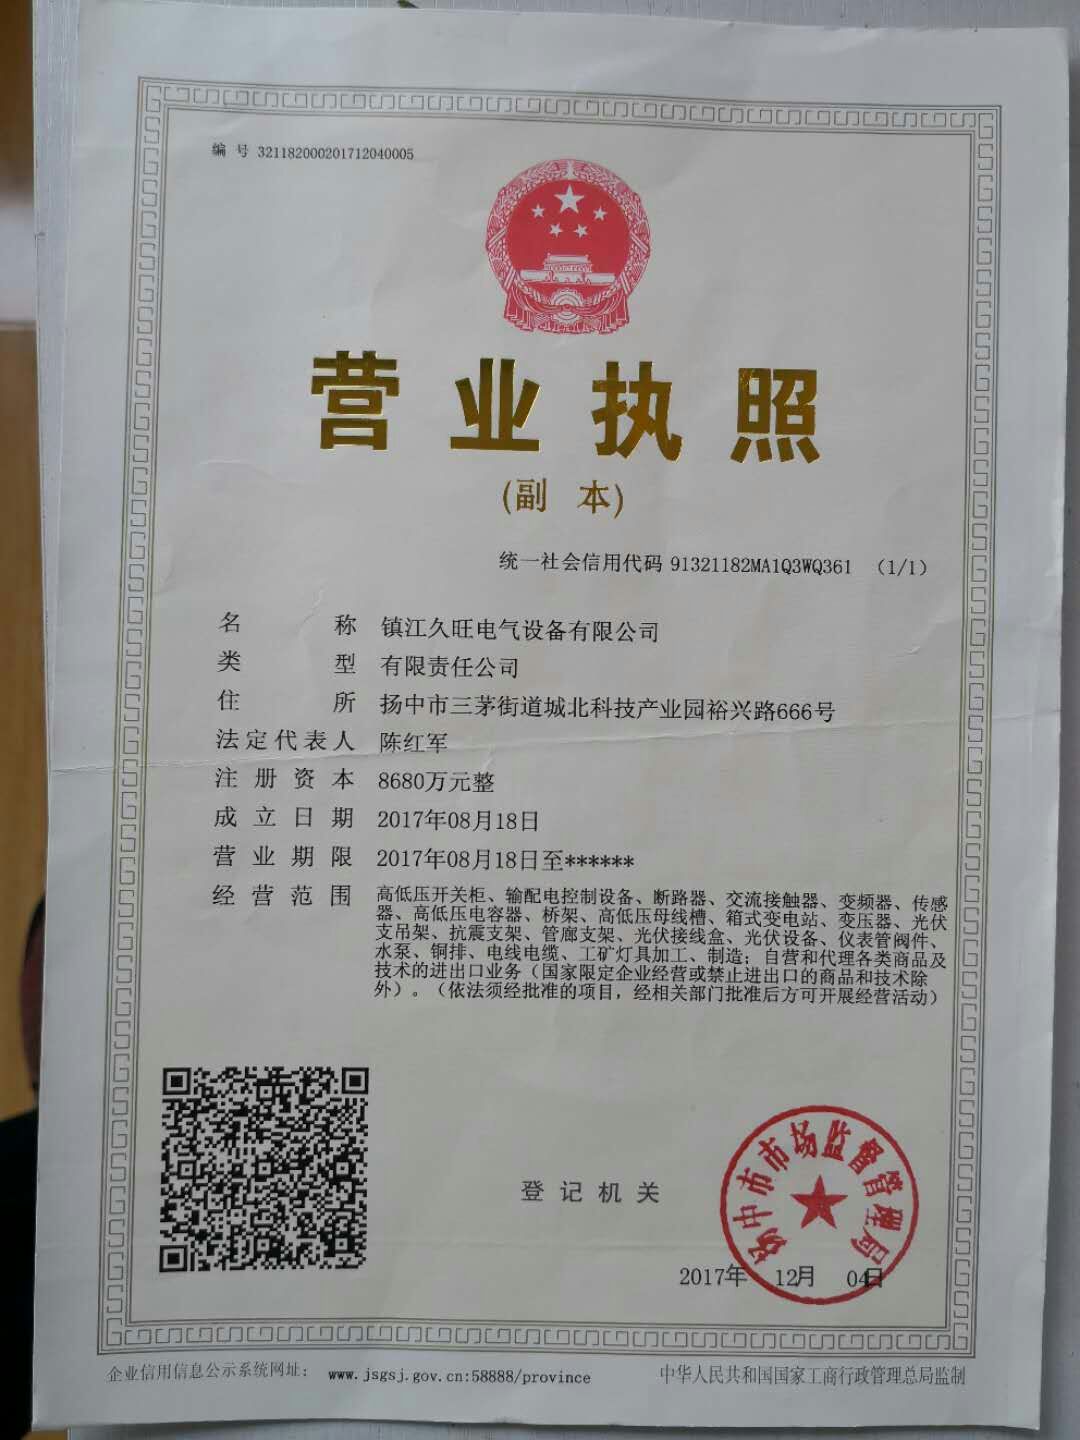 编 号 321182000201712040005
营业执照
(副 本)
统一社会信用代码 91321182MA1Q3WQ361 （1/1）
名 称 镇江久旺电气设备有限公司
类 型 有限责任公司
住 所 扬中市三茅街道城北科技产业园裕兴路666号
法定代表人 陈红军
注 册 资 本 8680万元整
成 立 日 期 2017年08月18日
营 业 期 限 2017年08月18日至******
经 营 范 围 高低压开关柜、输配电控制设备、断路器、交流接触器、变频器、传感
器、高低压电容器、桥架、高低压母线槽、箱式变电站、变压器、光伏
支吊架、抗震支架、管廊支架、光伏接线盒、光伏设备、仪表管阀件、
水泵、铜排、电线电缆、工矿灯具加工、制造；自营和代理各类商品及
技术的进出口业务（国家限定企业经营或禁止进出口的商品和技术除
外）。（依法须经批准的项目，经相关部门批准后方可开展经营活动）
登 记 机 关
扬中市市场监督管理局
2017年 12月 04日
企业信用信息公示系统网址： www.jsgsj.gov.cn:58888/province
中华人民共和国国家工商行政管理总局监制